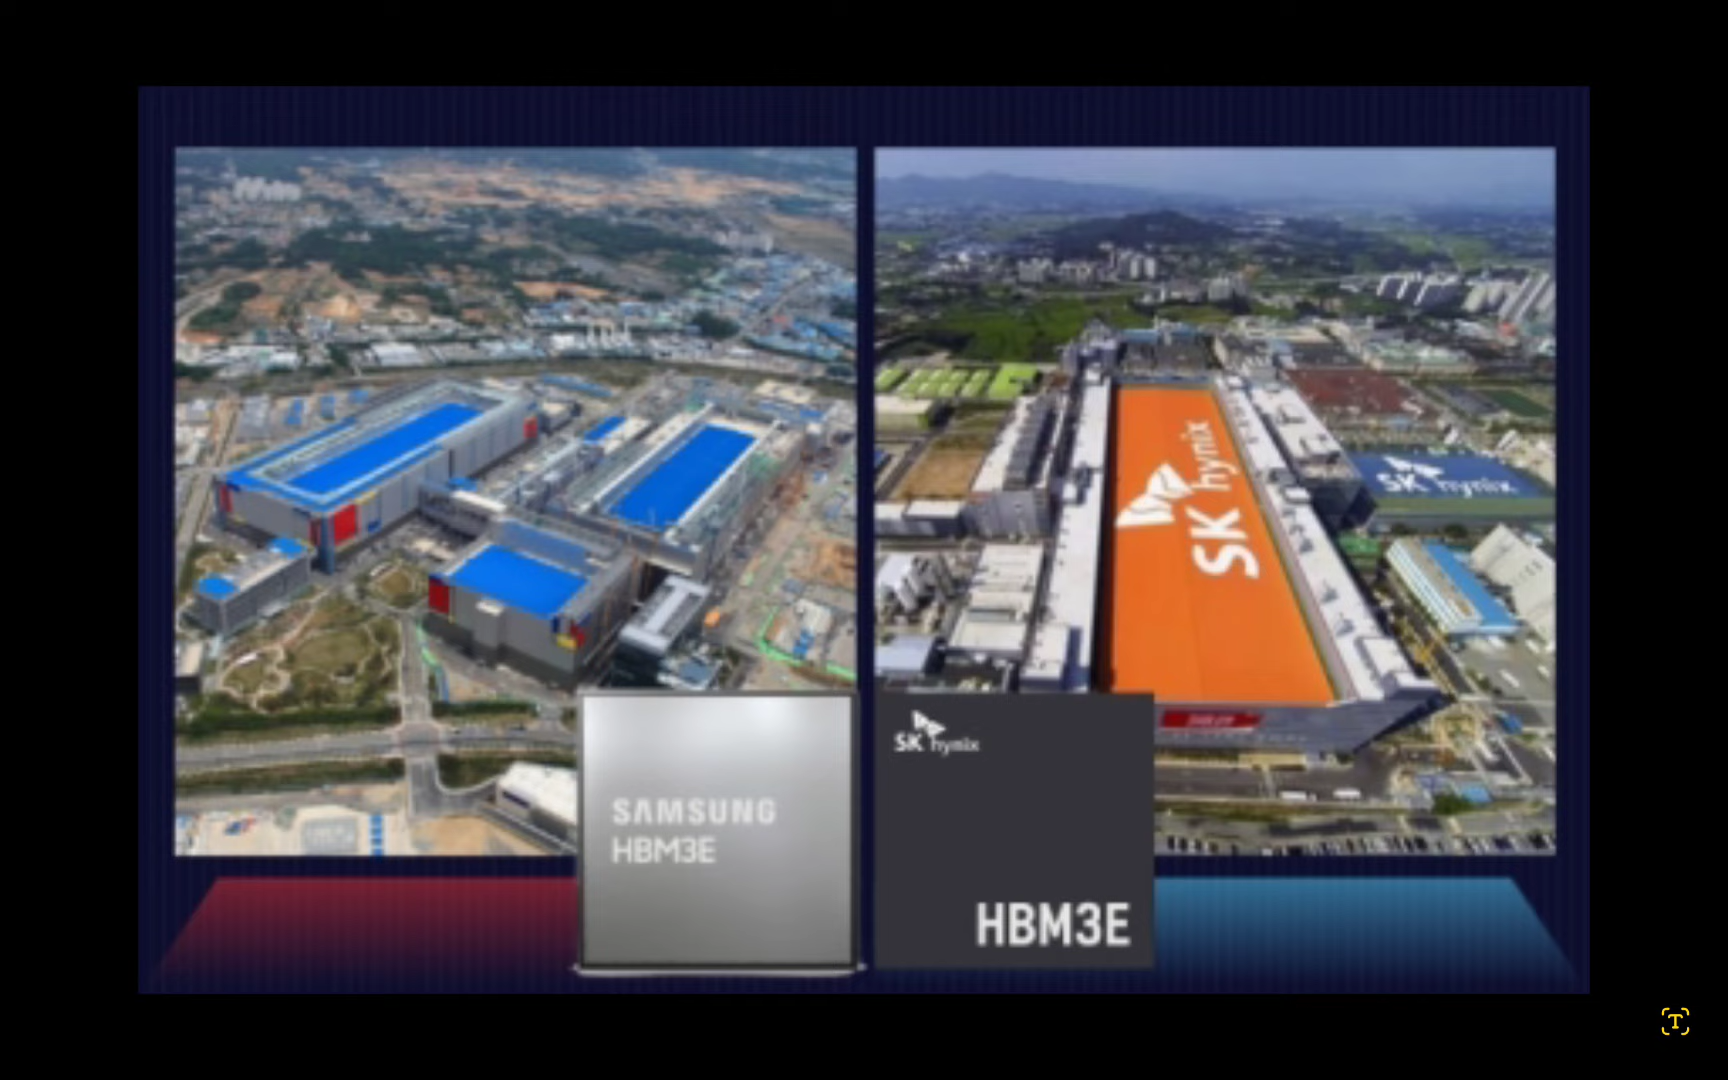 SK hynix
SK hynix
SAMSUNG
HBM3E
SK hynix
HBM3E